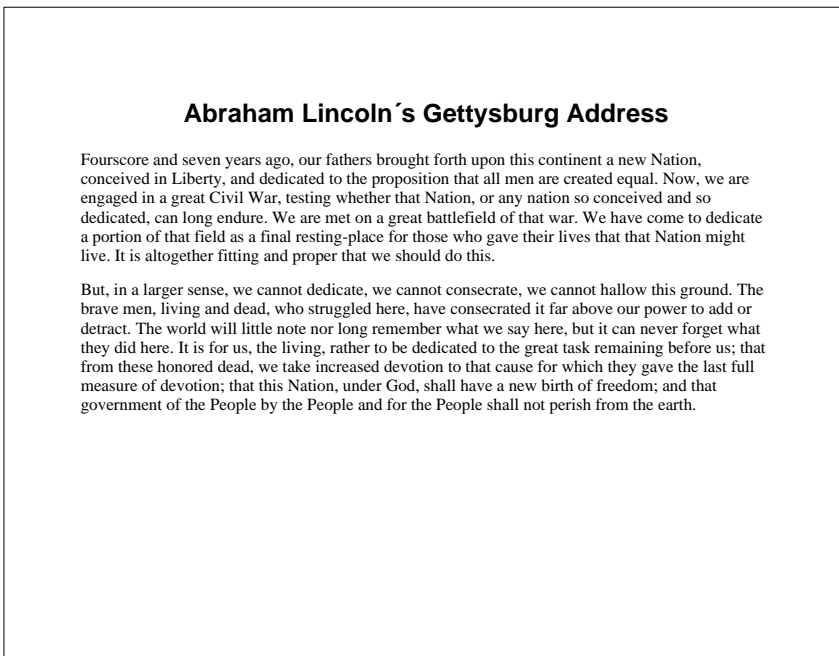 Abraham Lincoln´s Gettysburg Address
Fourscore and seven years ago, our fathers brought forth upon this continent a new Nation,
conceived in Liberty, and dedicated to the proposition that all men are created equal. Now, we are
engaged in a great Civil War, testing whether that Nation, or any nation so conceived and so
dedicated, can long endure. We are met on a great battlefield of that war. We have come to dedicate
a portion of that field as a final resting-place for those who gave their lives that that Nation might
live. It is altogether fitting and proper that we should do this.
But, in a larger sense, we cannot dedicate, we cannot consecrate, we cannot hallow this ground. The
brave men, living and dead, who struggled here, have consecrated it far above our power to add or
detract. The world will little note nor long remember what we say here, but it can never forget what
they did here. It is for us, the living, rather to be dedicated to the great task remaining before us; that
from these honored dead, we take increased devotion to that cause for which they gave the last full
measure of devotion; that this Nation, under God, shall have a new birth of freedom; and that
government of the People by the People and for the People shall not perish from the earth.